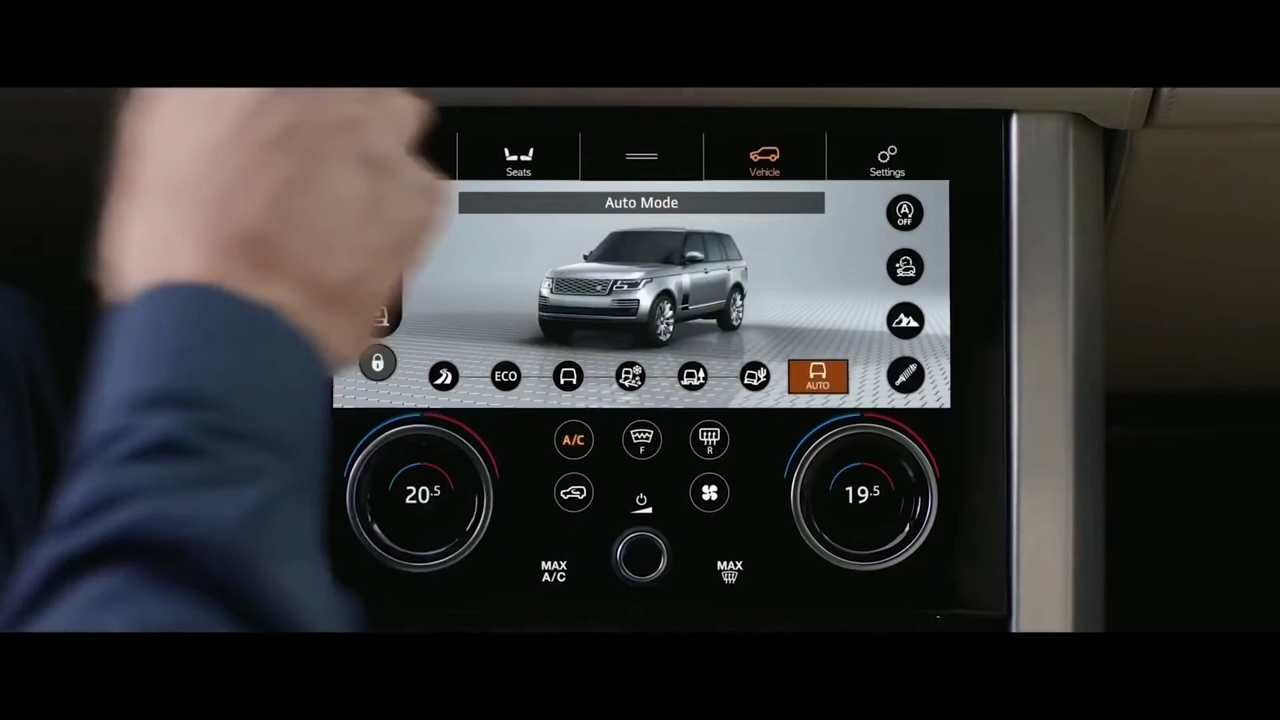 Seats
Vehicle
Settings
Auto Mode
A
OFF
ECO
AUTO
A/C
F
R
20.5
19.5
MAX
A/C
MAX